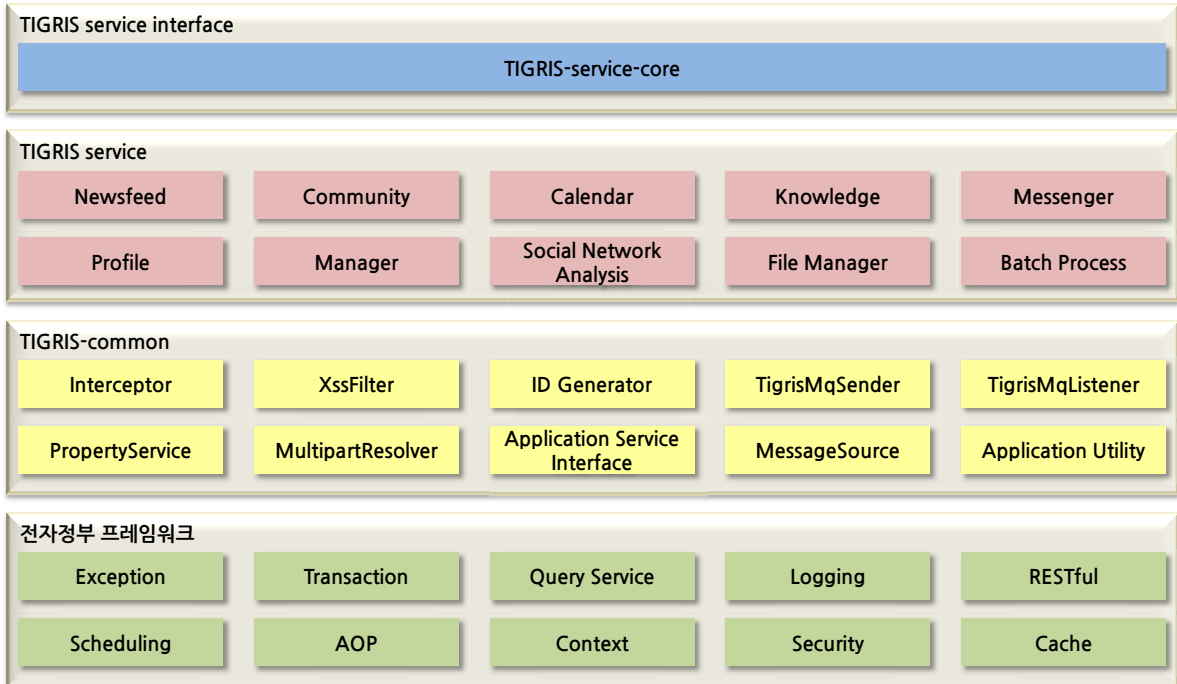 TIGRIS service interface
TIGRIS-service-core
TIGRIS service
Newsfeed
Community
Calendar
Knowledge
Messenger
Profile
Manager
Social Network
Analysis
File Manager
Batch Process
TIGRIS-common
Interceptor
XssFilter
ID Generator
TigrisMqSender
TigrisMqListener
PropertyService
MultipartResolver
Application Service
Interface
MessageSource
Application Utility
전자정부 프레임워크
Exception
Transaction
Query Service
Logging
RESTful
Scheduling
AOP
Context
Security
Cache